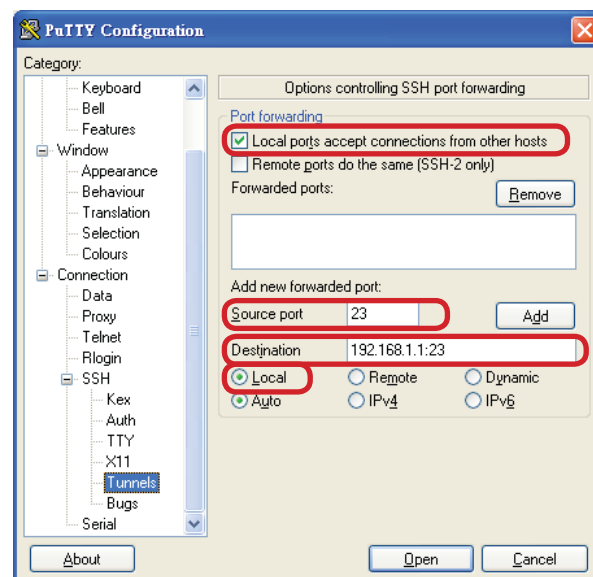 PuTTY Configuration
Category:
Keyboard
Bell
Features
Window
Appearance
Behaviour
Translation
Selection
Colours
Connection
Data
Proxy
Telnet
Rlogin
SSH
Kex
Auth
TTY
X11
Tunnels
Bugs
Serial
Options controlling SSH port forwarding
Port forwarding
Local ports accept connections from other hosts
Remote ports do the same (SSH-2 only)
Forwarded ports:
Remove
Add new forwarded port:
Source port 23 Add
Destination 192.168.1.1:23
Local Remote Dynamic
Auto IPv4 IPv6
About Open Cancel